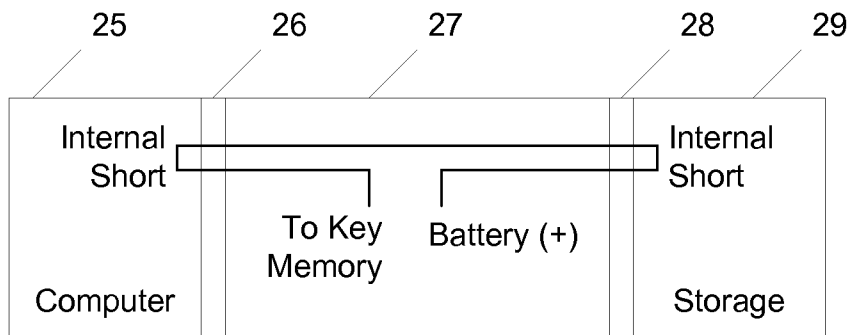 25
26
27
28
29
Internal
Short
Internal
Short
To Key
Memory
Battery (+)
Computer
Storage